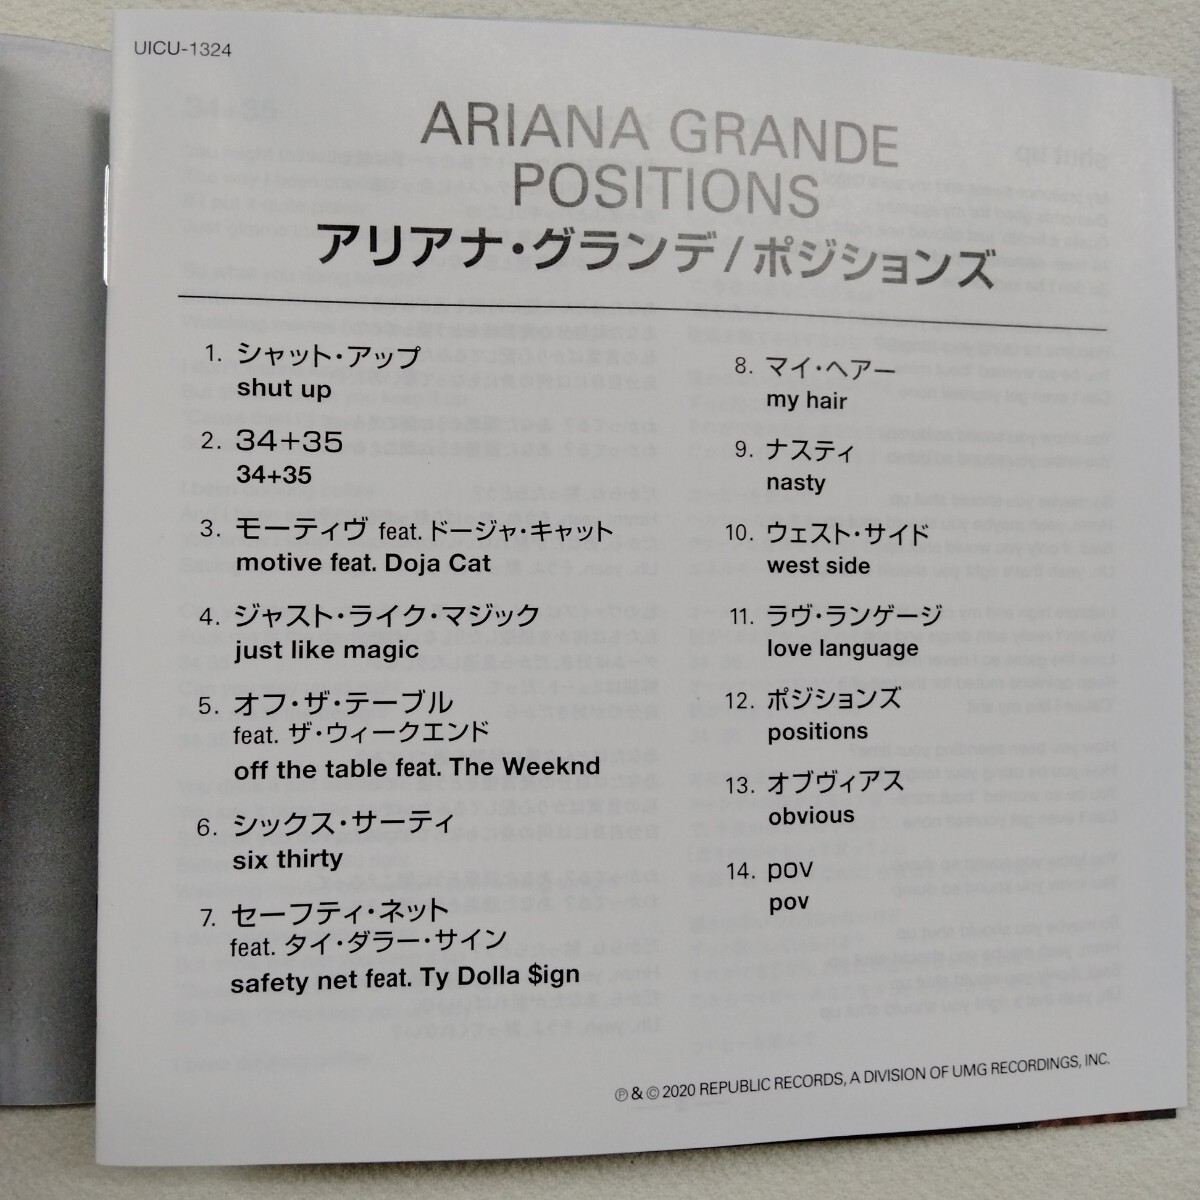 UICU-1324
ARIANA GRANDE
POSITIONS
アリアナ・グランデ/ポジションズ
1. シャット・アップ
shut up
2. 34+35
34+35
3. モーティヴ feat. ドージャ・キャット
motive feat. Doja Cat
4. ジャスト・ライク・マジック
just like magic
5. オフ・ザ・テーブル
feat. ザ・ウィークエンド
off the table feat. The Weeknd
6. シックス・サーティ
six thirty
7. セーフティ・ネット
feat. タイ・ダラー・サイン
safety net feat. Ty Dolla $ign
8. マイ・ヘアー
my hair
9. ナスティ
nasty
10. ウェスト・サイド
west side
11. ラヴ・ランゲージ
love language
12. ポジションズ
positions
13. オブヴィアス
obvious
14. pov
pov
℗ & © 2020 REPUBLIC RECORDS, A DIVISION OF UMG RECORDINGS, INC.